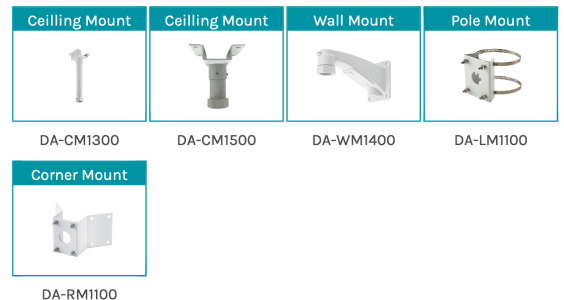 Ceilling Mount
Ceilling Mount
Wall Mount
Pole Mount
DA-CM1300
DA-CM1500
DA-WM1400
DA-LM1100
Corner Mount
DA-RM1100